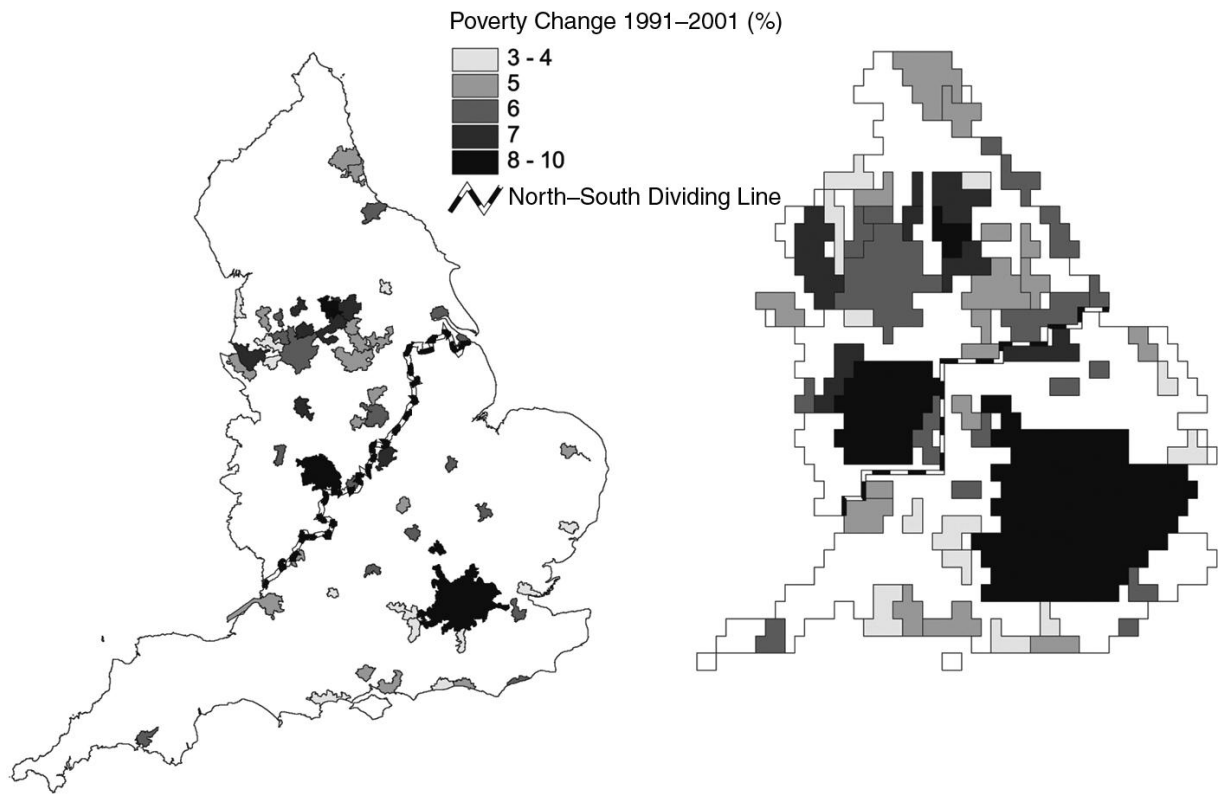 Poverty Change 1991–2001 (%)
3 - 4
5
6
7
8 - 10
North–South Dividing Line